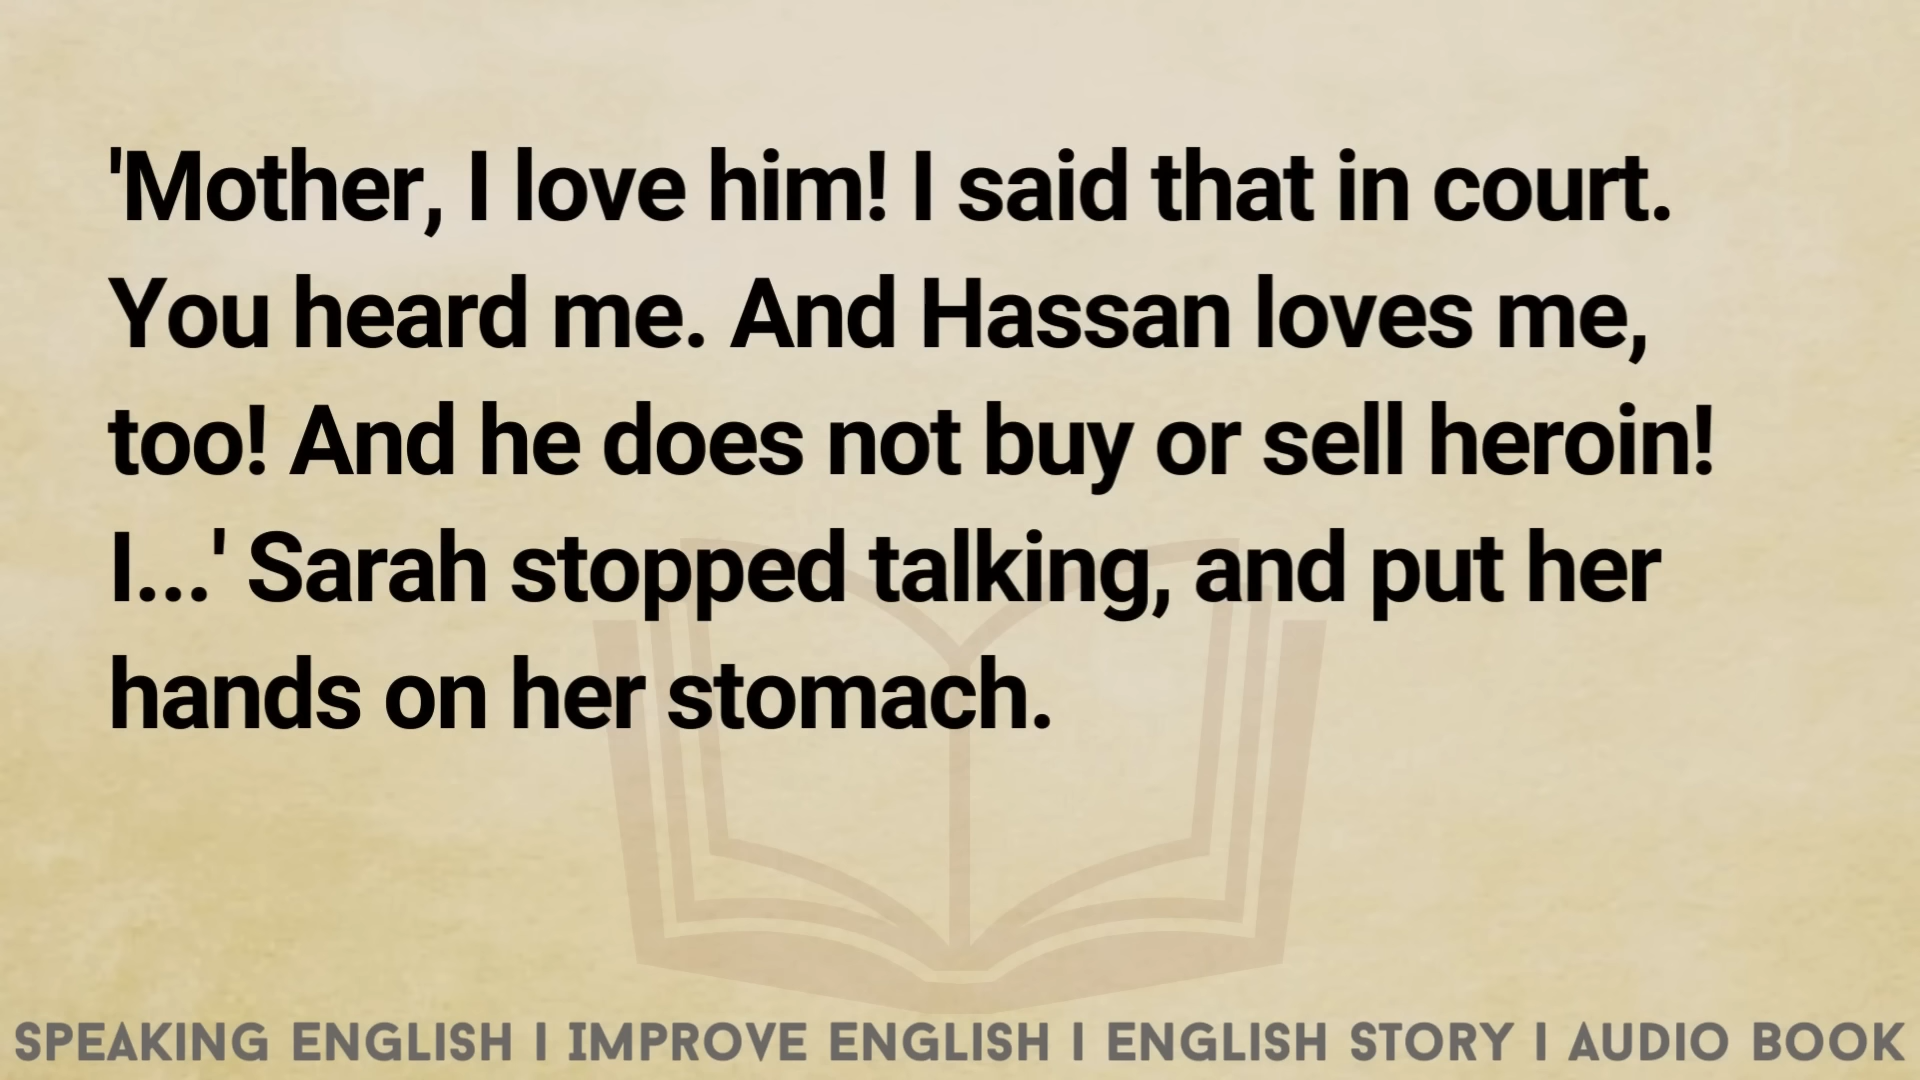 'Mother, I love him! I said that in court.
You heard me. And Hassan loves me,
too! And he does not buy or sell heroin!
I...' Sarah stopped talking, and put her
hands on her stomach.
SPEAKING ENGLISH I IMPROVE ENGLISH I ENGLISH STORY I AUDIO BOOK